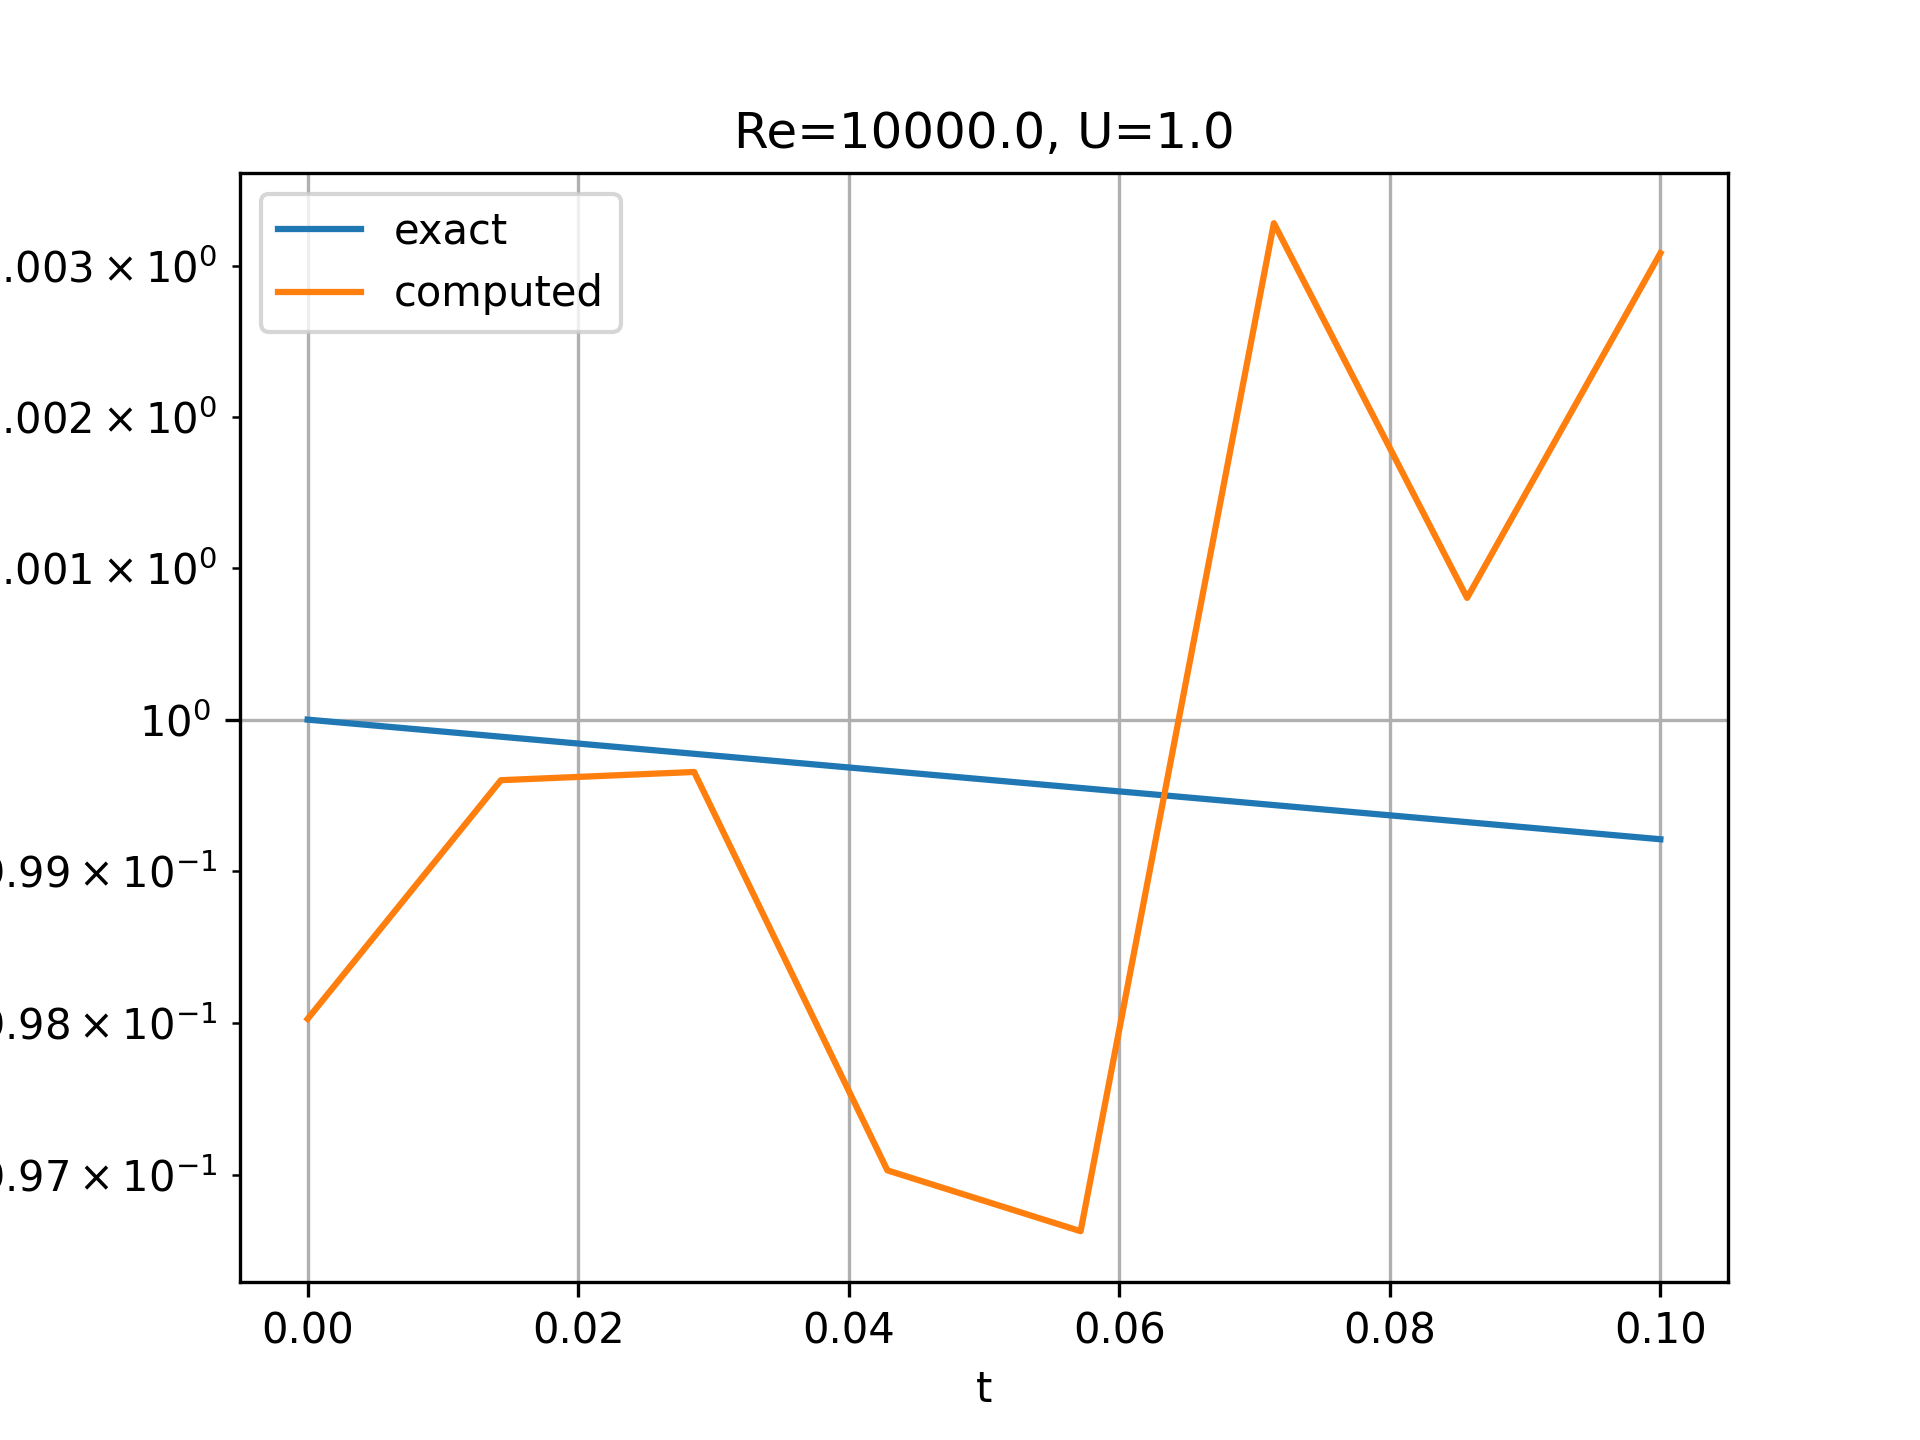 Re=10000.0, U=1.0
exact
computed
.003 × 10⁰
.002 × 10⁰
.001 × 10⁰
10⁰
.99 × 10⁻¹
.98 × 10⁻¹
.97 × 10⁻¹
0.00 0.02 0.04 0.06 0.08 0.10
t